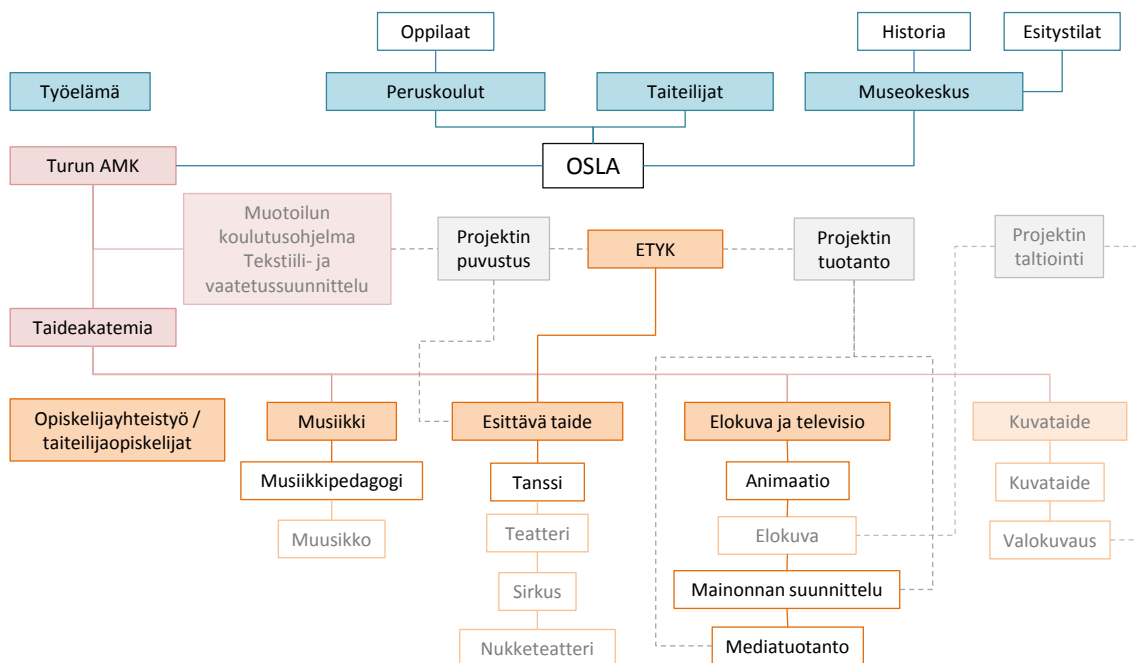 Oppilaat
Historia
Esitystilat
Työelämä
Peruskoulut
Taiteilijat
Museokeskus
Turun AMK
OSLA
Muotoilun
koulutusohjelma
Tekstiili- ja
vaatetussuunnittelu
Projektin
puvustus
ETYK
Projektin
tuotanto
Projektin
taltiointi
Taideakatemia
Opiskelijayhteistyö /
taiteilijaopiskelijat
Musiikki
Esittävä taide
Elokuva ja televisio
Kuvataide
Musiikkipedagogi
Tanssi
Animaatio
Kuvataide
Muusikko
Teatteri
Elokuva
Valokuvaus
Sirkus
Mainonnan suunnittelu
Nukketeatteri
Mediatuotanto